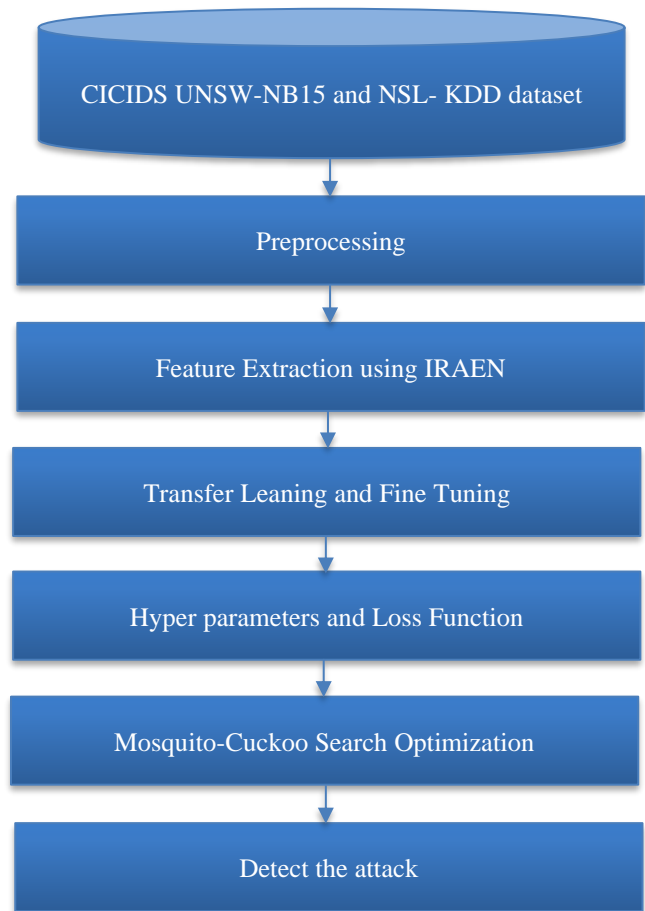 CICIDS UNSW-NB15 and NSL- KDD dataset
Preprocessing
Feature Extraction using IRAEN
Transfer Leaning and Fine Tuning
Hyper parameters and Loss Function
Mosquito-Cuckoo Search Optimization
Detect the attack